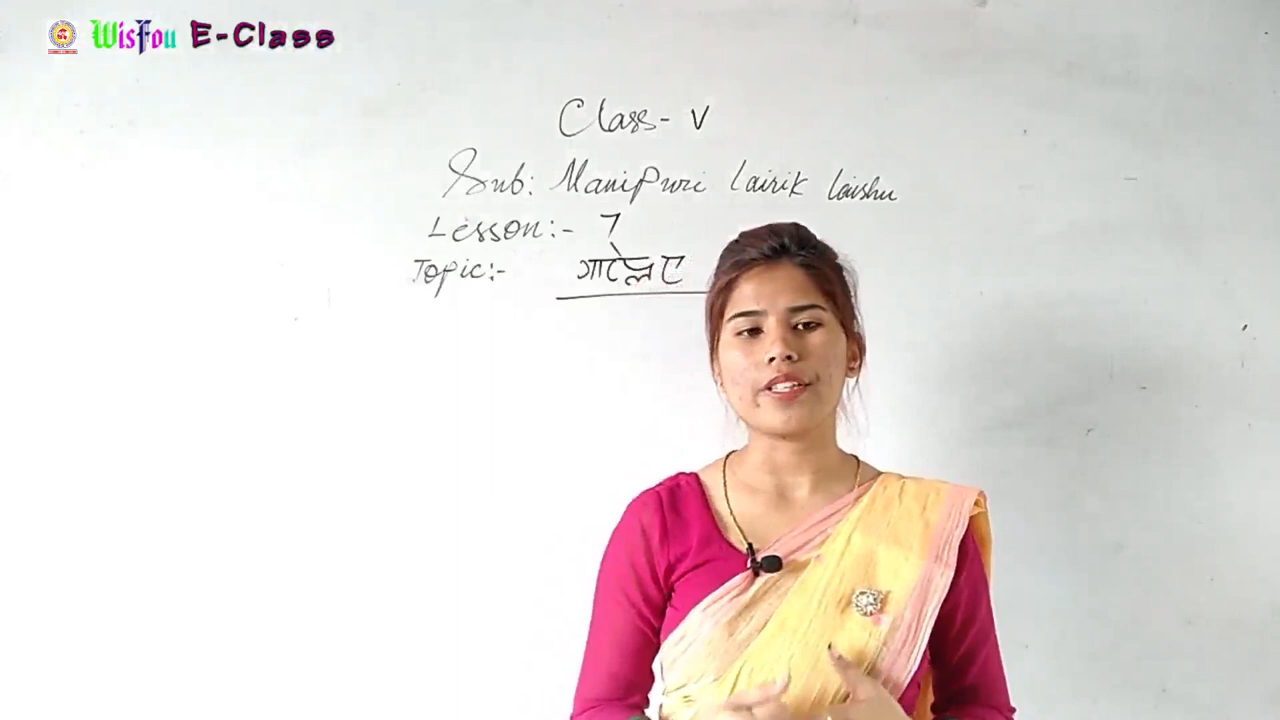 WisFou E-Class
Class - V
Sub: Manipuri Lairik Laishu
Lesson:- 7
Topic:-